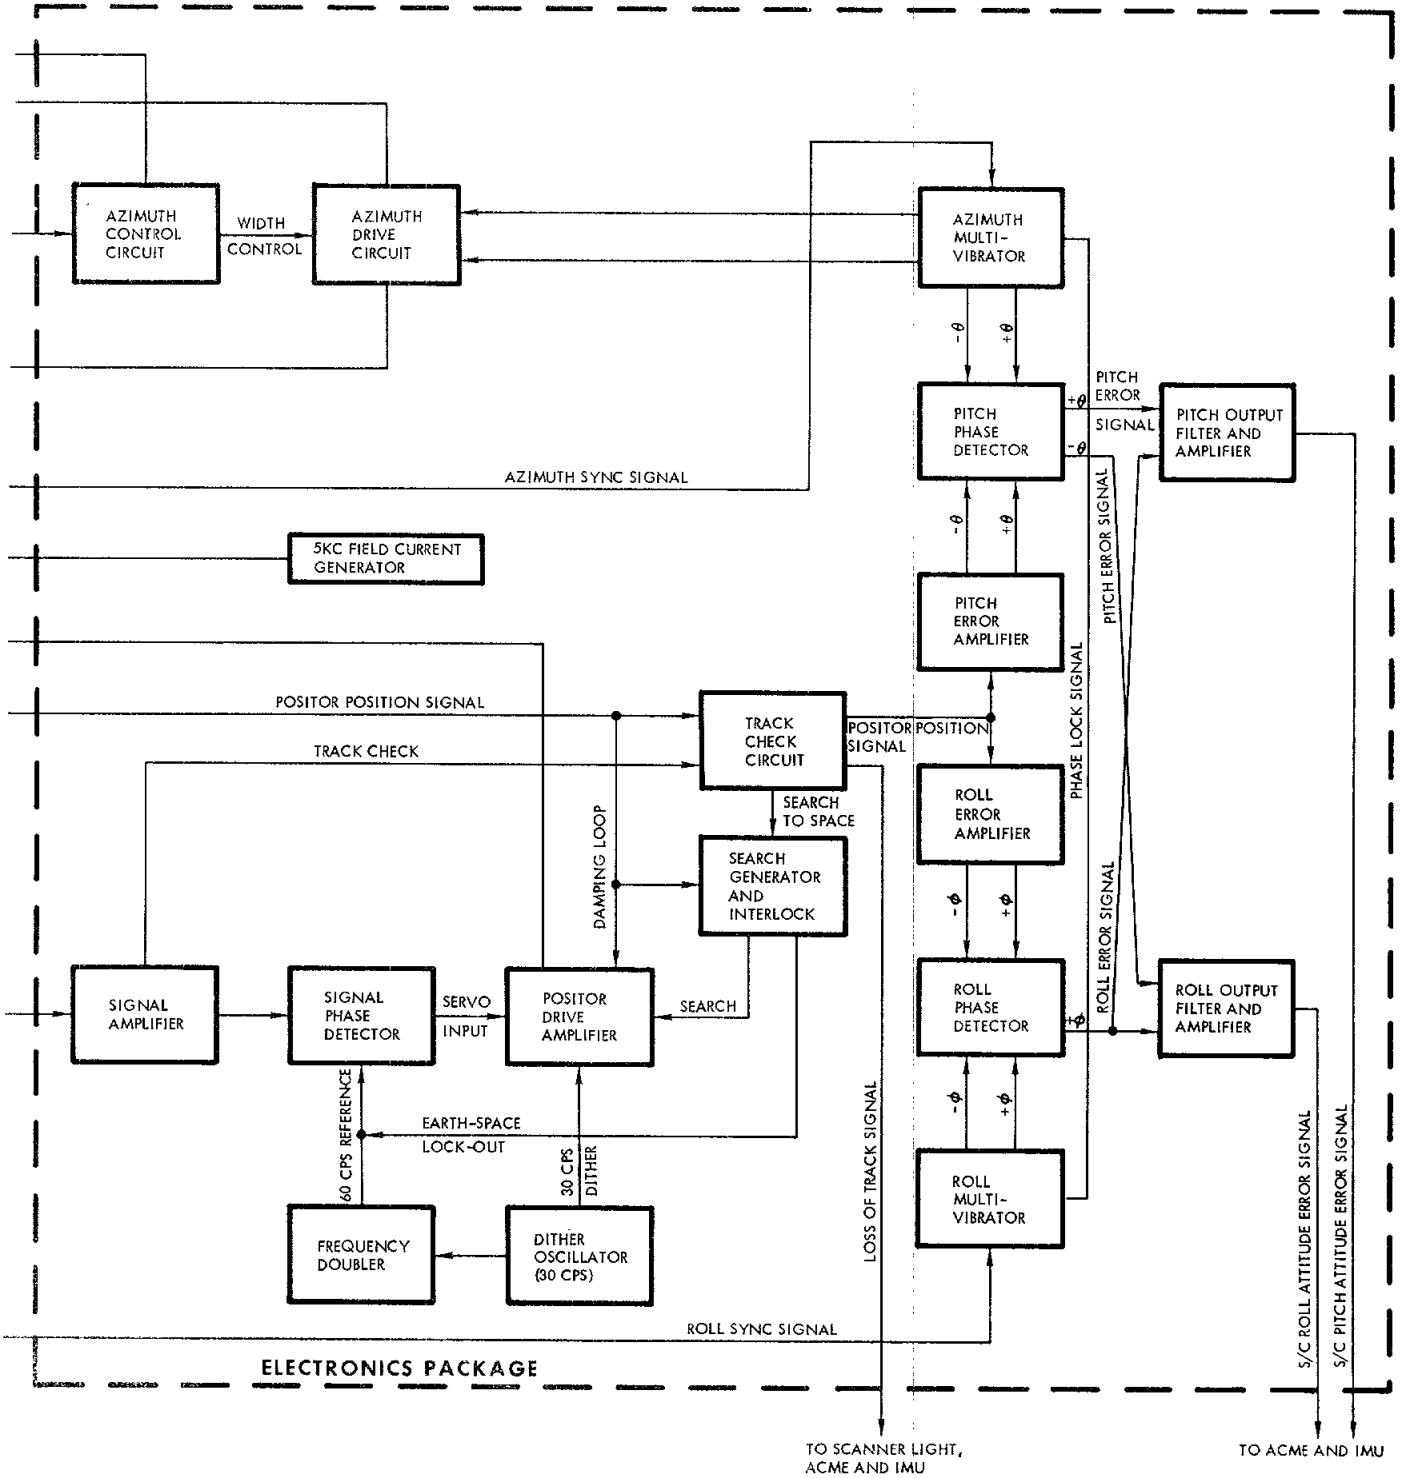 AZIMUTH
CONTROL
CIRCUIT
WIDTH
CONTROL
AZIMUTH
DRIVE
CIRCUIT
AZIMUTH
MULTI-
VIBRATOR
-θ
+θ
PITCH
PHASE
DETECTOR
+θ
-θ
PITCH
ERROR
SIGNAL
PITCH OUTPUT
FILTER AND
AMPLIFIER
AZIMUTH SYNC SIGNAL
-θ
+θ
PITCH ERROR SIGNAL
5KC FIELD CURRENT
GENERATOR
PITCH
ERROR
AMPLIFIER
PHASE LOCK SIGNAL
POSITOR POSITION SIGNAL
TRACK CHECK
TRACK
CHECK
CIRCUIT
POSITOR POSITION
SIGNAL
SEARCH
TO SPACE
ROLL
ERROR
AMPLIFIER
DAMPING LOOP
SEARCH
GENERATOR
AND
INTERLOCK
-ϕ
+ϕ
ROLL ERROR SIGNAL
SIGNAL
AMPLIFIER
SIGNAL
PHASE
DETECTOR
SERVO
INPUT
POSITOR
DRIVE
AMPLIFIER
SEARCH
ROLL
PHASE
DETECTOR
+ϕ
ROLL OUTPUT
FILTER AND
AMPLIFIER
60 CPS REFERENCE
EARTH-SPACE
LOCK-OUT
30 CPS
DITHER
-ϕ
+ϕ
LOSS OF TRACK SIGNAL
ROLL
MULTI-
VIBRATOR
FREQUENCY
DOUBLER
DITHER
OSCILLATOR
(30 CPS)
S/C ROLL ATTITUDE ERROR SIGNAL
S/C PITCH ATTITUDE ERROR SIGNAL
ROLL SYNC SIGNAL
ELECTRONICS PACKAGE
TO SCANNER LIGHT,
ACME AND IMU
TO ACME AND IMU